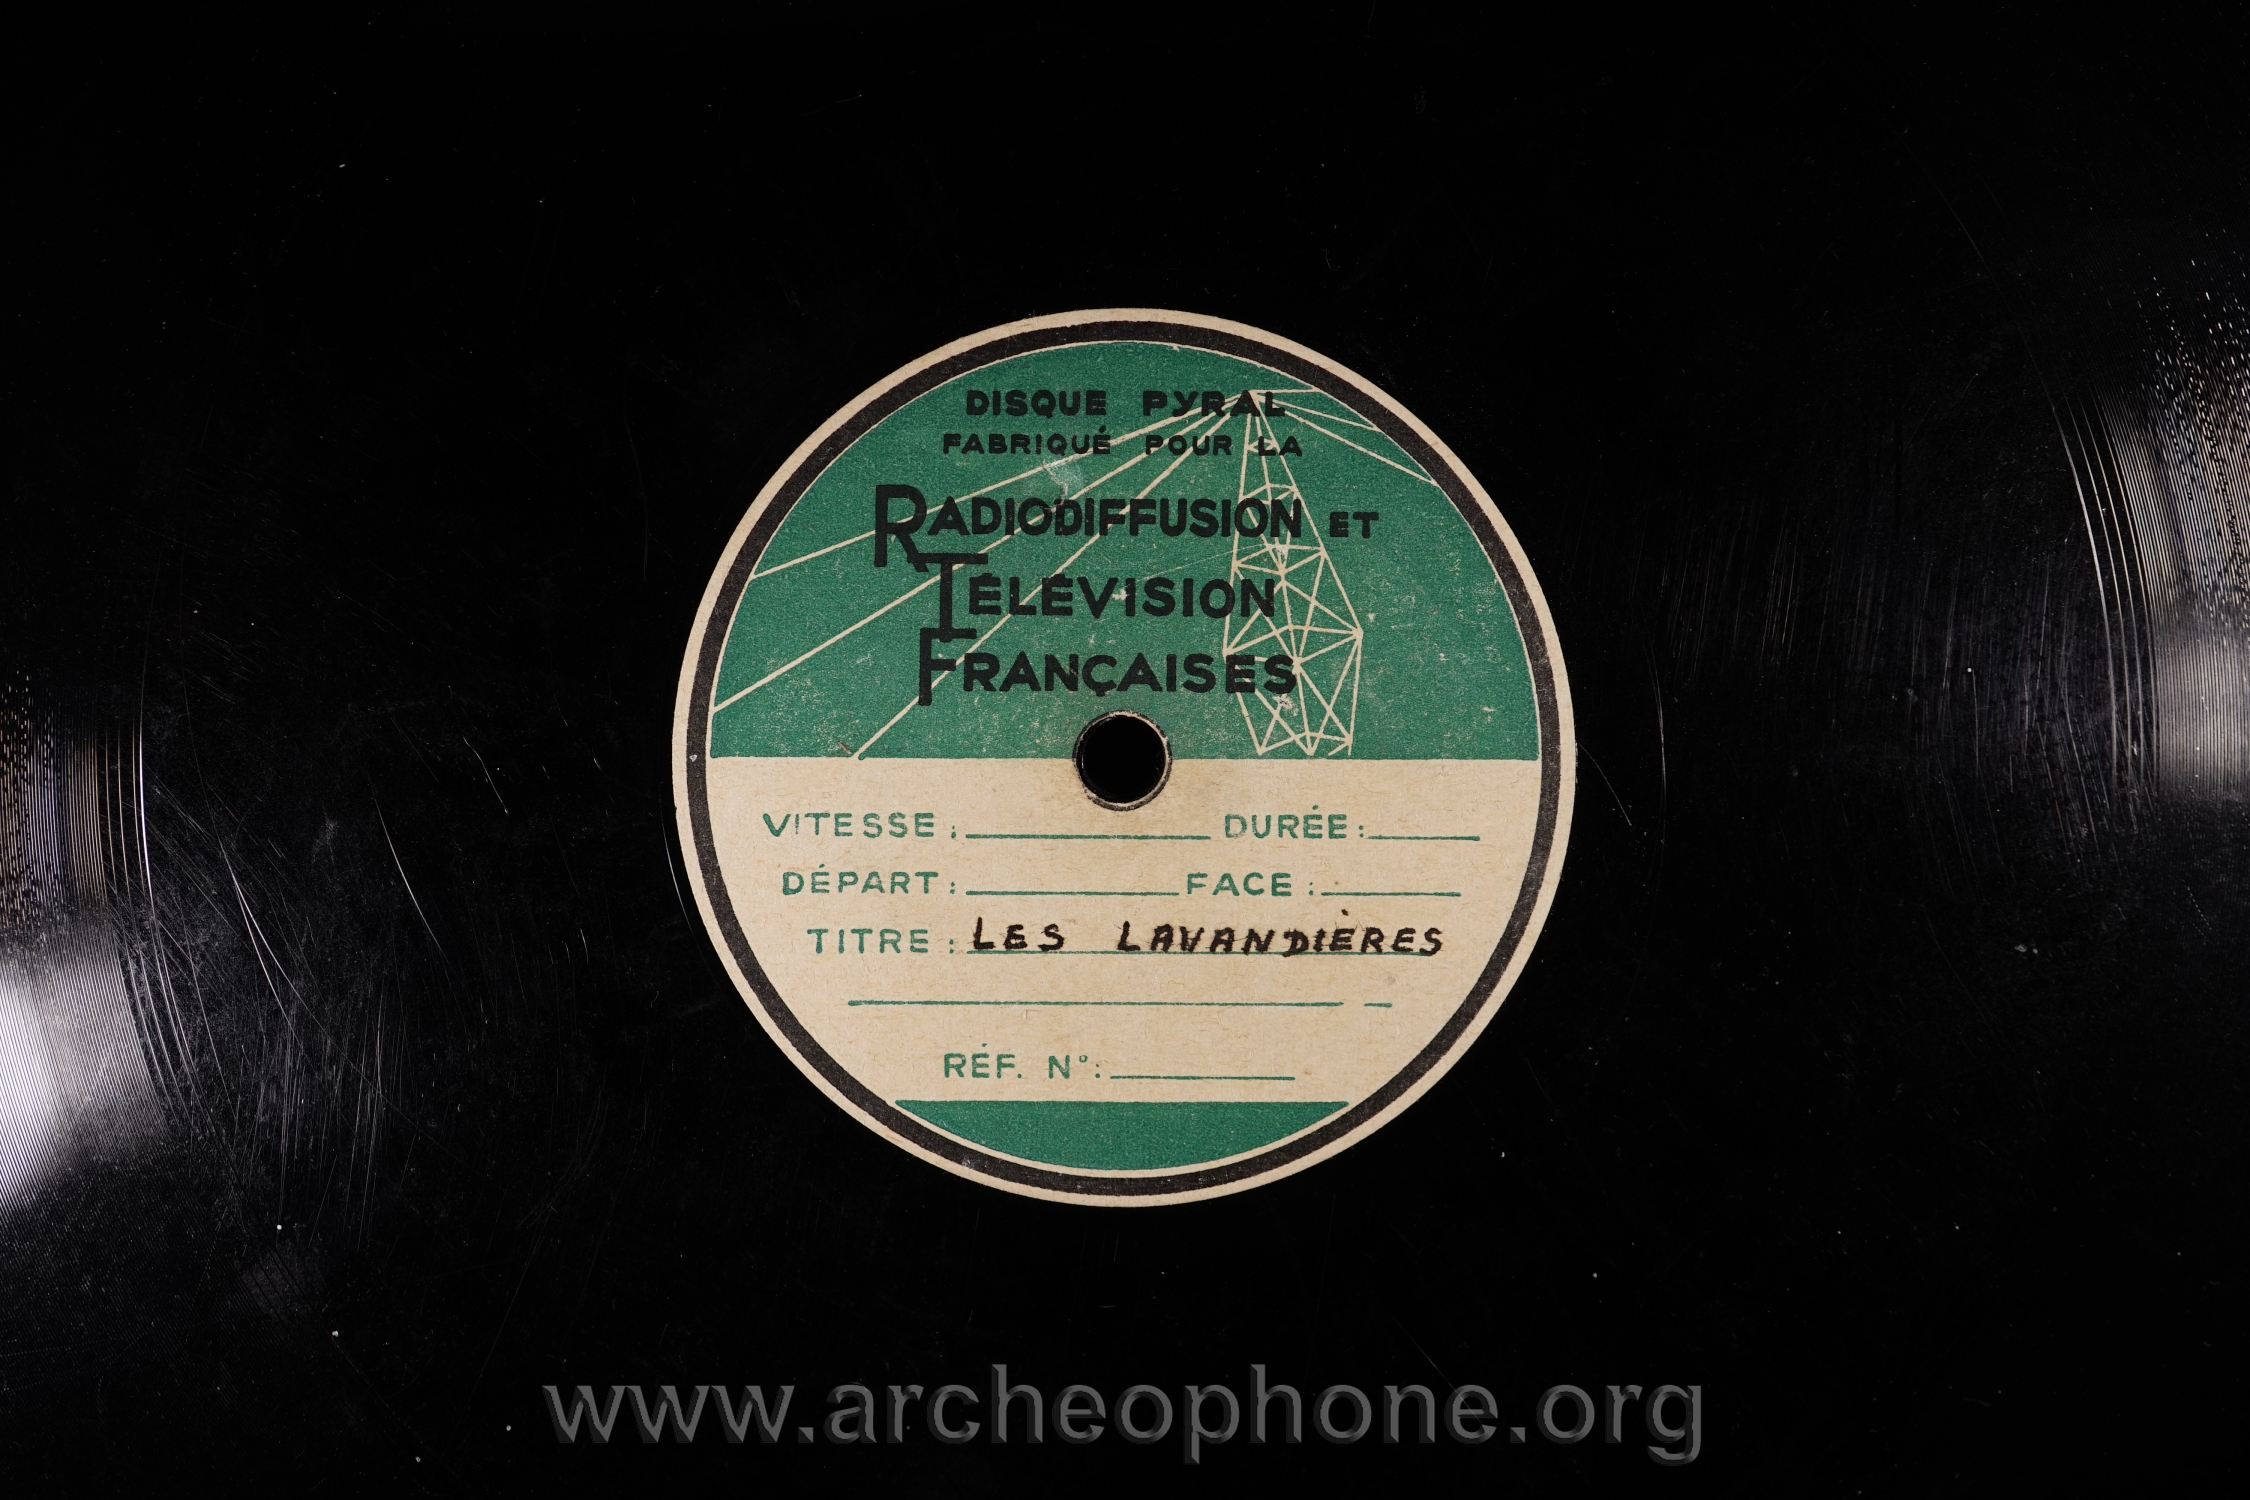 DISQUE PYRAL
FABRIQUÉ POUR LA
RADIODIFFUSION ET
TÉLÉVISION
FRANÇAISES
VITESSE : DURÉE :
DÉPART : FACE :
TITRE : LES LAVANDIÈRES
RÉF. N° :
www.archeophone.org